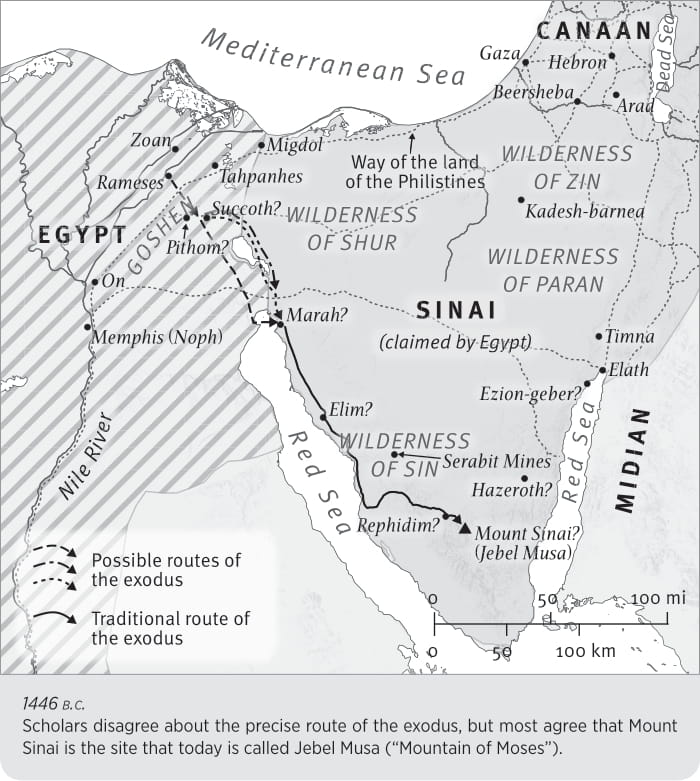 Mediterranean Sea
CANAAN
Dead Sea
Gaza
Hebron
Beersheba
Arad
Zoan
Migdol
Way of the land
of the Philistines
WILDERNESS
OF ZIN
Rameses
Tahpanhes
Succoth?
Kadesh-barnea
GOSHEN
WILDERNESS
OF SHUR
EGYPT
Pithom?
WILDERNESS
OF PARAN
On
SINAI
(claimed by Egypt)
Marah?
Memphis (Noph)
Timna
Elath
Ezion-geber?
Elim?
MIDIAN
Red Sea
WILDERNESS
OF SIN
Serabit Mines
Hazeroth?
Nile River
Red Sea
Rephidim?
Mount Sinai?
(Jebel Musa)
Possible routes of
the exodus
Traditional route of
the exodus
0 50 100 mi
0 50 100 km
1446 B.C.
Scholars disagree about the precise route of the exodus, but most agree that Mount
Sinai is the site that today is called Jebel Musa (“Mountain of Moses”).